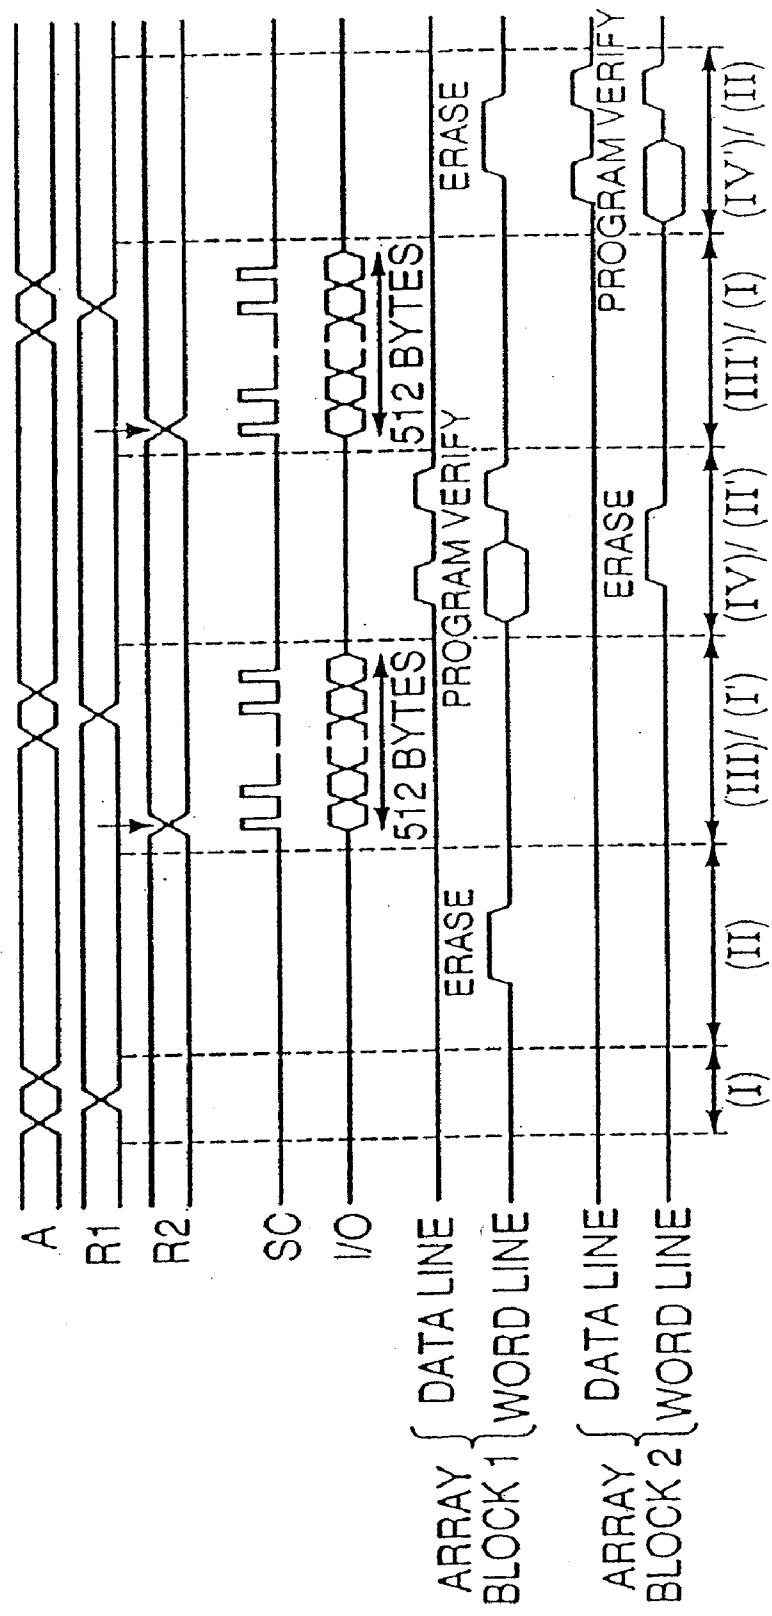 A
R1
R2
SC
I/O
512 BYTES
512 BYTES
ARRAY
BLOCK 1
DATA LINE
WORD LINE
ERASE
PROGRAM VERIFY
ERASE
ARRAY
BLOCK 2
DATA LINE
WORD LINE
ERASE
PROGRAM VERIFY
(I)
(II)
(III)/ (I')
(IV)/ (II')
(III')/ (I)
(IV')/ (II)